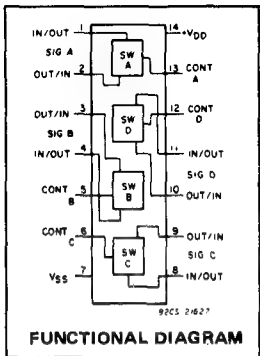 1 IN/OUT
SIG A
2 OUT/IN
3 OUT/IN
SIG B
4 IN/OUT
5 CONT B
6 CONT C
7 VSS
SW A
SW D
SW B
SW C
14 +VDD
13 CONT A
12 CONT D
11 IN/OUT
SIG D
10 OUT/IN
9 OUT/IN
SIG C
8 IN/OUT
92CS 21627
FUNCTIONAL DIAGRAM